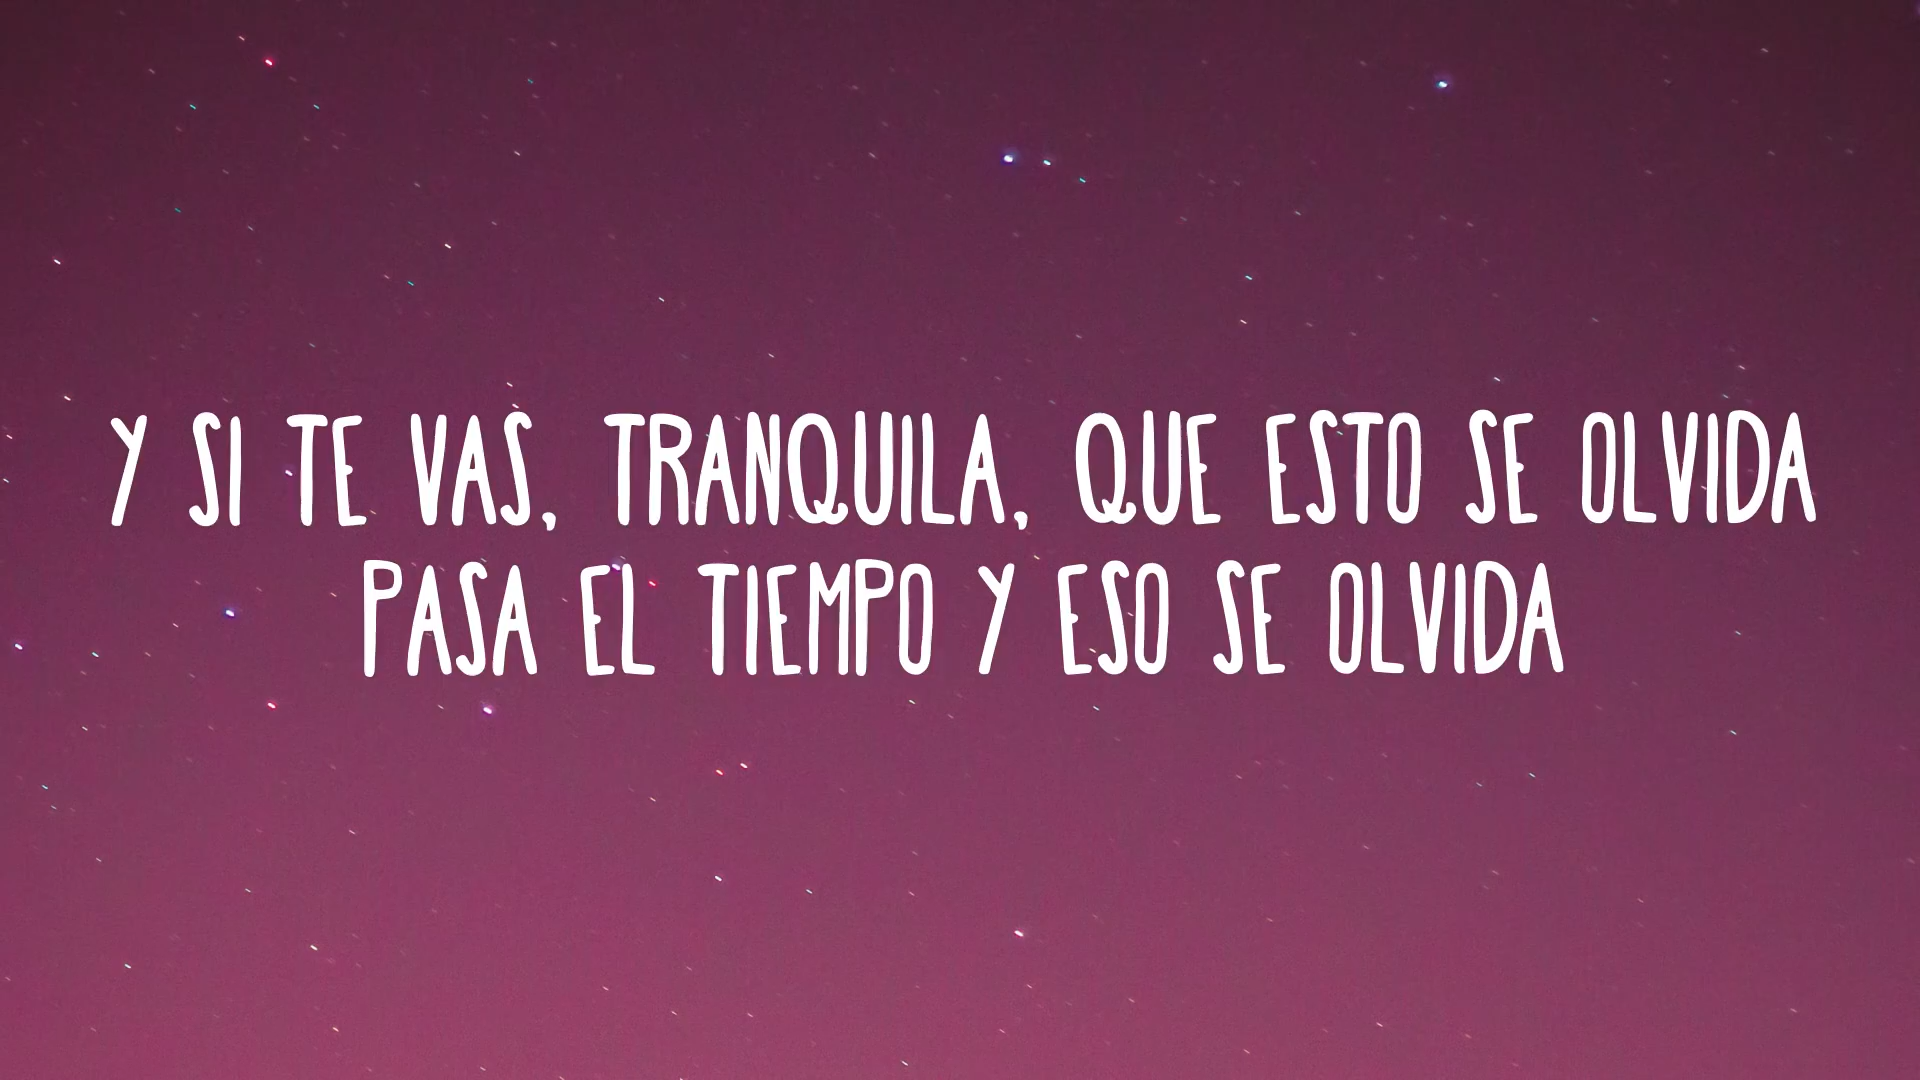 Y SI TE VAS, TRANQUILA, QUE ESTO SE OLVIDA
PASA EL TIEMPO Y ESO SE OLVIDA